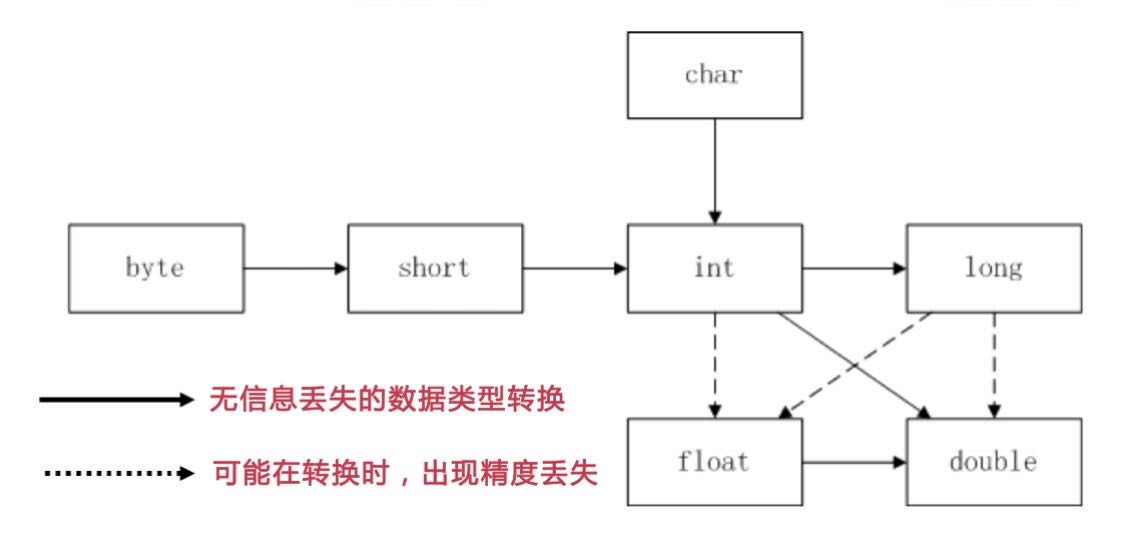 char
byte
short
int
long
无信息丢失的数据类型转换
float
double
可能在转换时，出现精度丢失